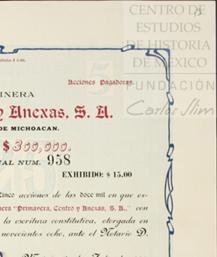 CENTRO DE
ESTUDIOS
DE HISTORIA
DE MÉXICO
FUNDACIÓN
Carlos Slim
Acciones Pagadoras.
INERA
y Anexas, S. A.
DE MICHOACAN.
$ 300,000.
AL NUM. 958
EXHIBIDO: $ 15.00
Cinco acciones de las doce mil en que es-
nera "Primavera, Centro y Anexas, S. A." con
la escritura constitutiva, otorgada en
novecientos ocho, ante el Notario D.